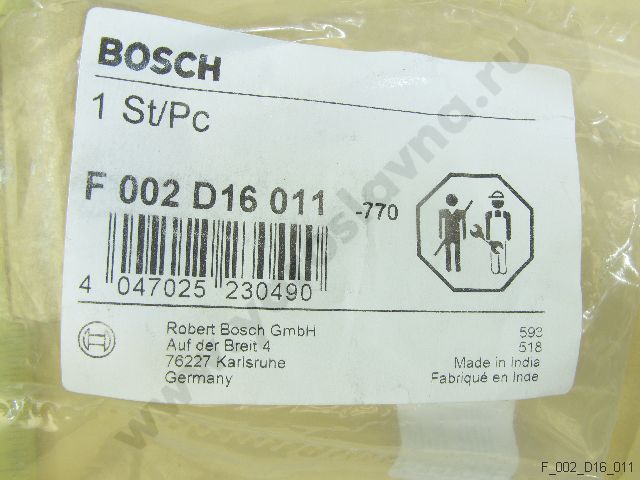 BOSCH
1 St/Pc
F 002 D16 011 -770
4 047025 230490
Robert Bosch GmbH
Auf der Breit 4
76227 Karlsruhe
Germany
593
518
Made in India
Fabriqué en Inde
F_002_D16_011